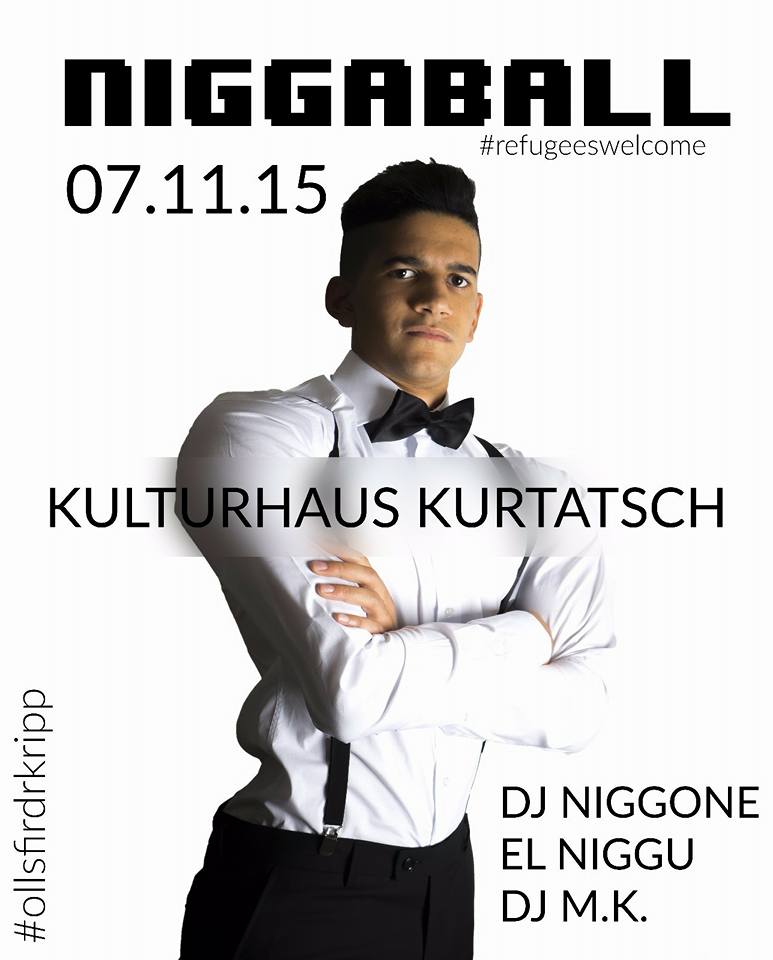 NIGGABALL
#refugeeswelcome
07.11.15
KULTURHAUS KURTATSCH
#ollsfirdrkripp
DJ NIGGONE
EL NIGGU
DJ M.K.